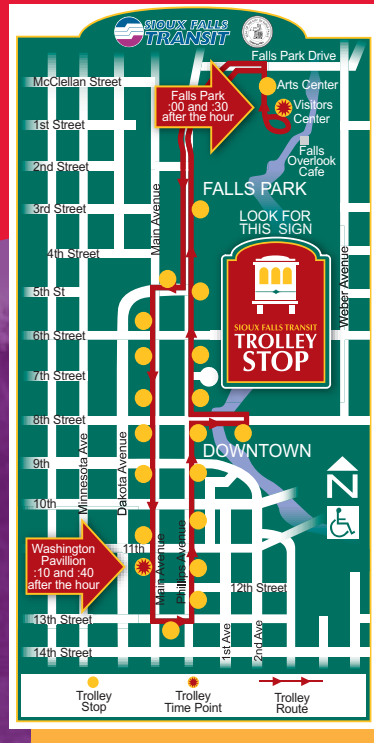 SIOUX FALLS
TRANSIT
Falls Park Drive
McClellan Street
Arts Center
Falls Park
:00 and :30
after the hour
Visitors
Center
1st Street
Falls
Overlook
Cafe
2nd Street
FALLS PARK
3rd Street
LOOK FOR
THIS SIGN
Main Avenue
4th Street
5th St
Weber Avenue
SIOUX FALLS TRANSIT
TROLLEY
STOP
6th Street
7th Street
8th Street
DOWNTOWN
Minnesota Ave
Dakota Avenue
9th
10th
N
11th
Washington
Pavillion
:10 and :40
after the hour
Main Avenue
Phillips Avenue
12th Street
1st Ave
2nd Ave
13th Street
14th Street
Trolley
Stop
Trolley
Time Point
Trolley
Route